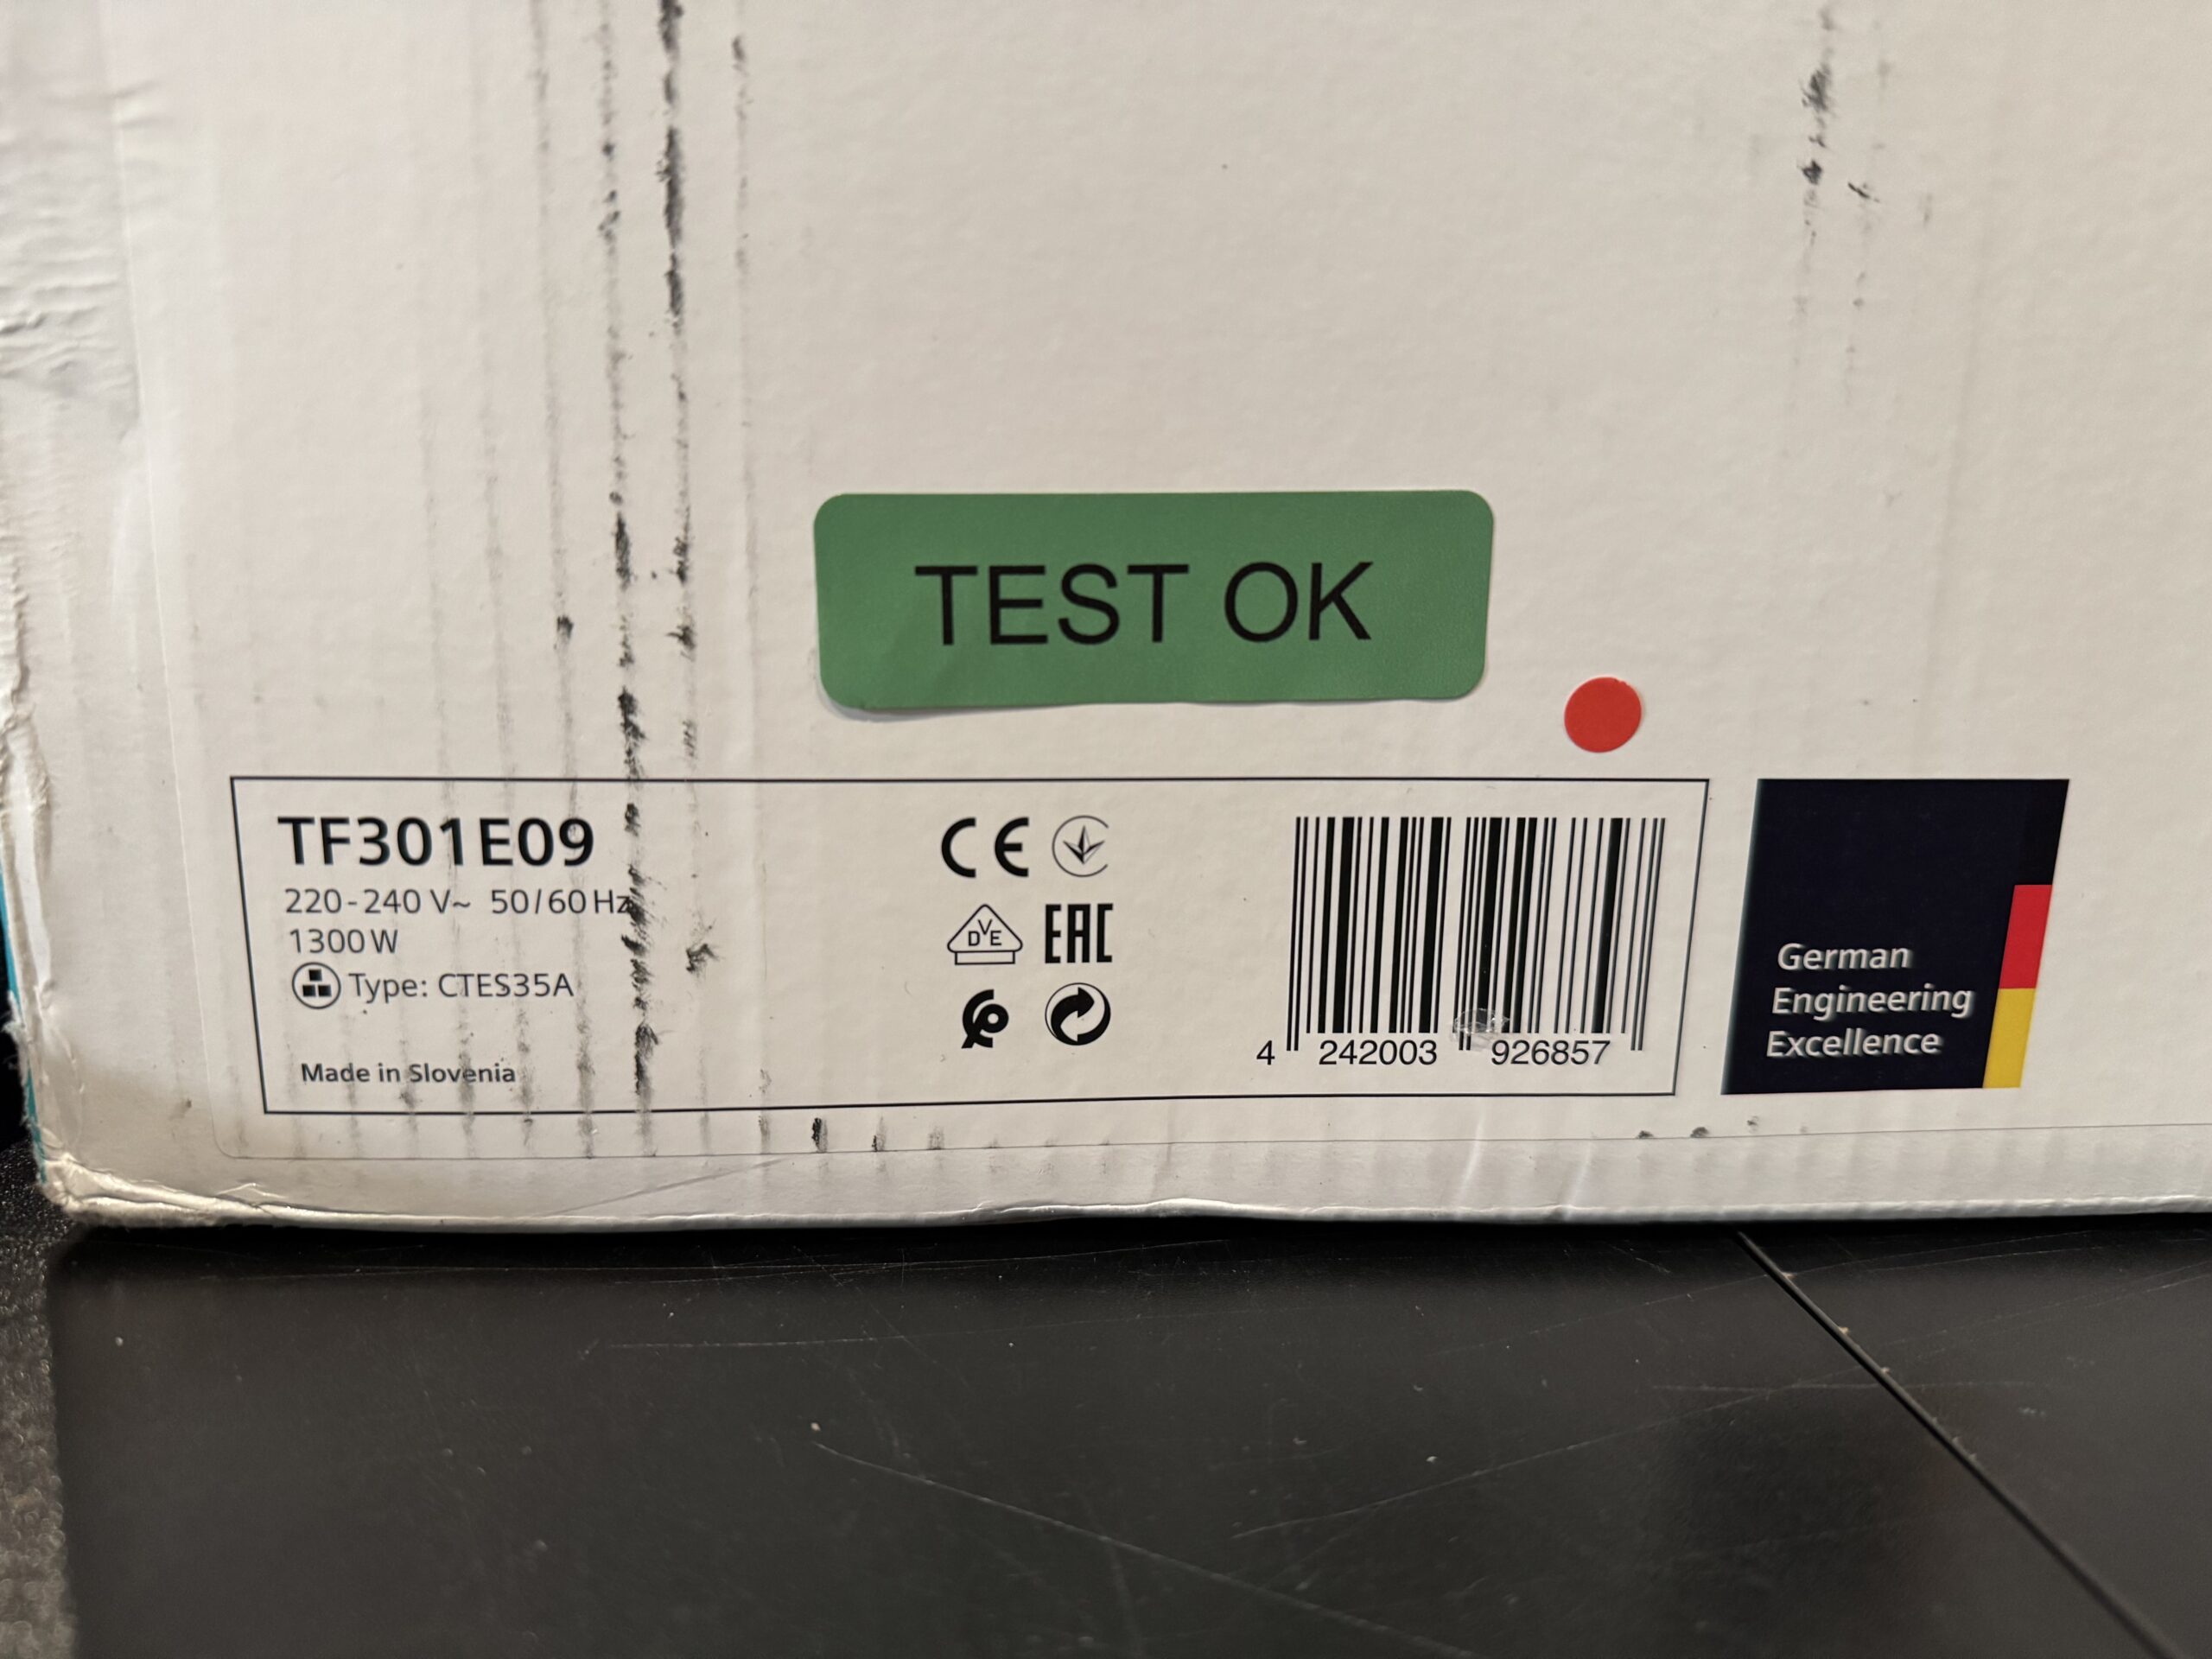 TEST OK
TF301E09
220-240 V~ 50/60 Hz
1300 W
Type: CTES35A
Made in Slovenia
CE
DVE
EAC
4 242003 926857
German
Engineering
Excellence